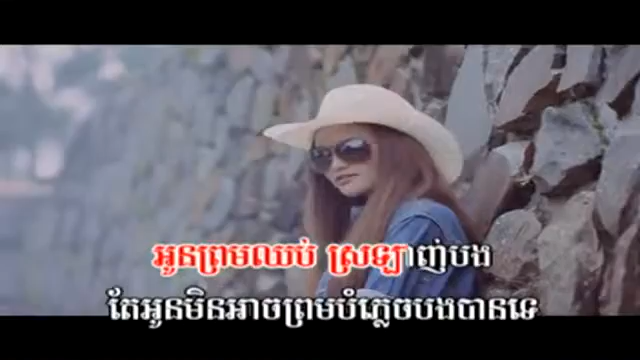 អូនព្រមឈប់ ស្រឡាញ់បង
តែអូនមិនអាចព្រមបំភ្លេចបងបានទេ